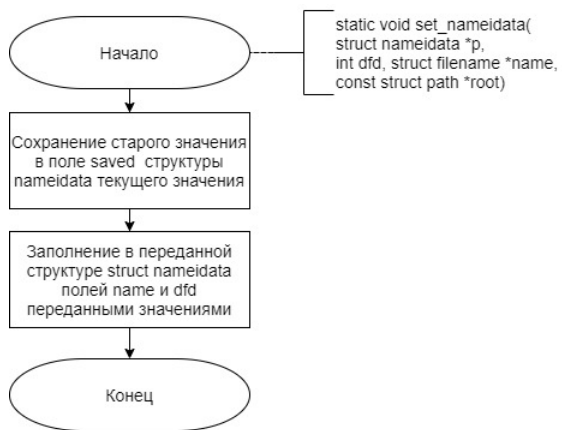 Начало
static void set_nameidata(
struct nameidata *p,
int dfd, struct filename *name,
const struct path *root)
Сохранение старого значения
в поле saved структуры
nameidata текущего значения
Заполнение в переданной
структуре struct nameidata
полей name и dfd
переданными значениями
Конец